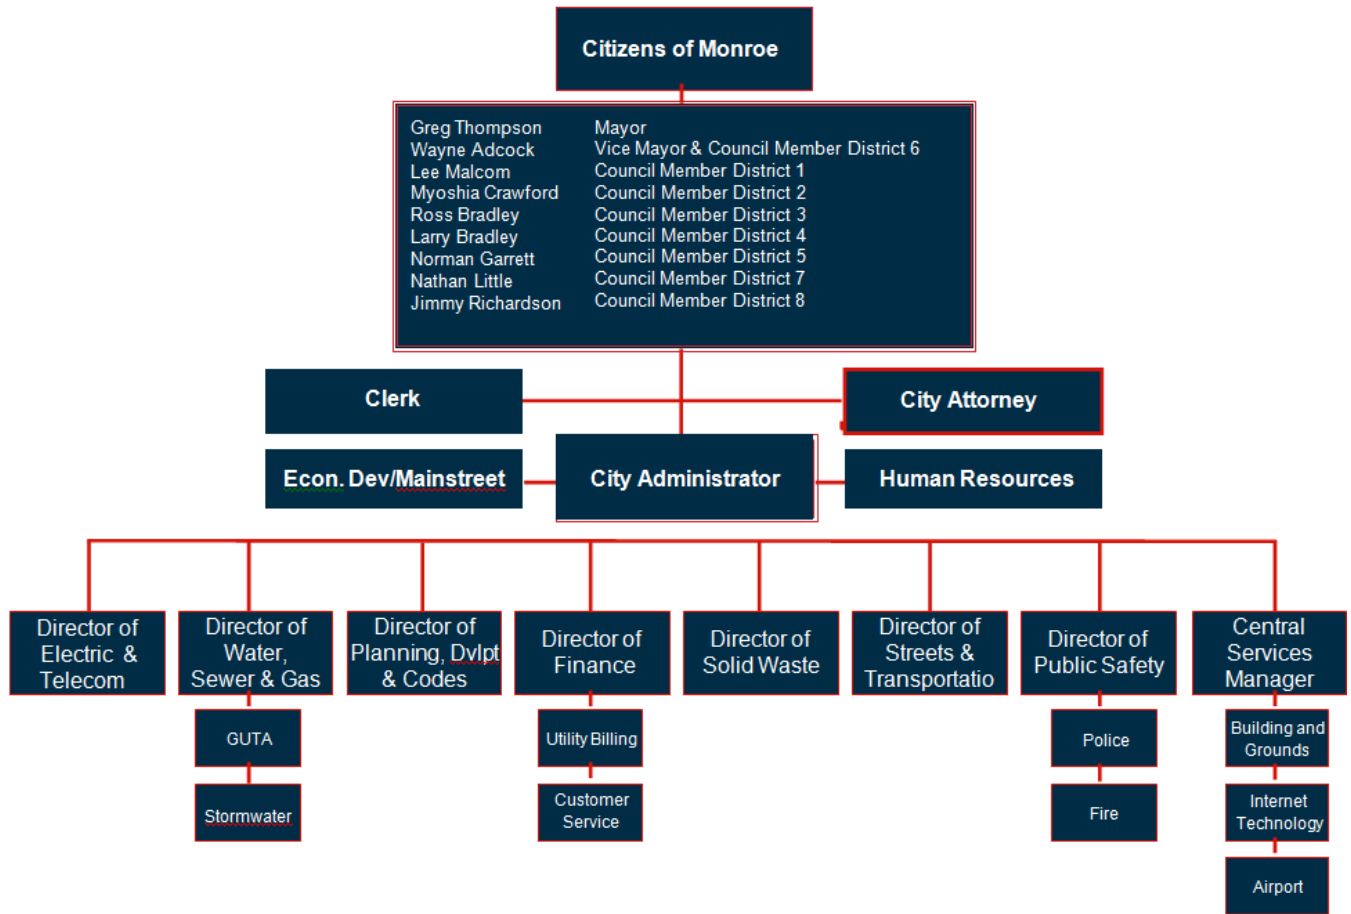 Citizens of Monroe
Greg Thompson Mayor
Wayne Adcock Vice Mayor & Council Member District 6
Lee Malcom Council Member District 1
Myoshia Crawford Council Member District 2
Ross Bradley Council Member District 3
Larry Bradley Council Member District 4
Norman Garrett Council Member District 5
Nathan Little Council Member District 7
Jimmy Richardson Council Member District 8
Clerk
City Attorney
Econ. Dev/Mainstreet
City Administrator
Human Resources
Director of
Electric &
Telecom
Director of
Water,
Sewer & Gas
Director of
Planning, Dvlpt
& Codes
Director of
Finance
Director of
Solid Waste
Director of
Streets &
Transportatio
Director of
Public Safety
Central
Services
Manager
GUTA
Utility Billing
Police
Building and
Grounds
Stormwater
Customer
Service
Fire
Internet
Technology
Airport